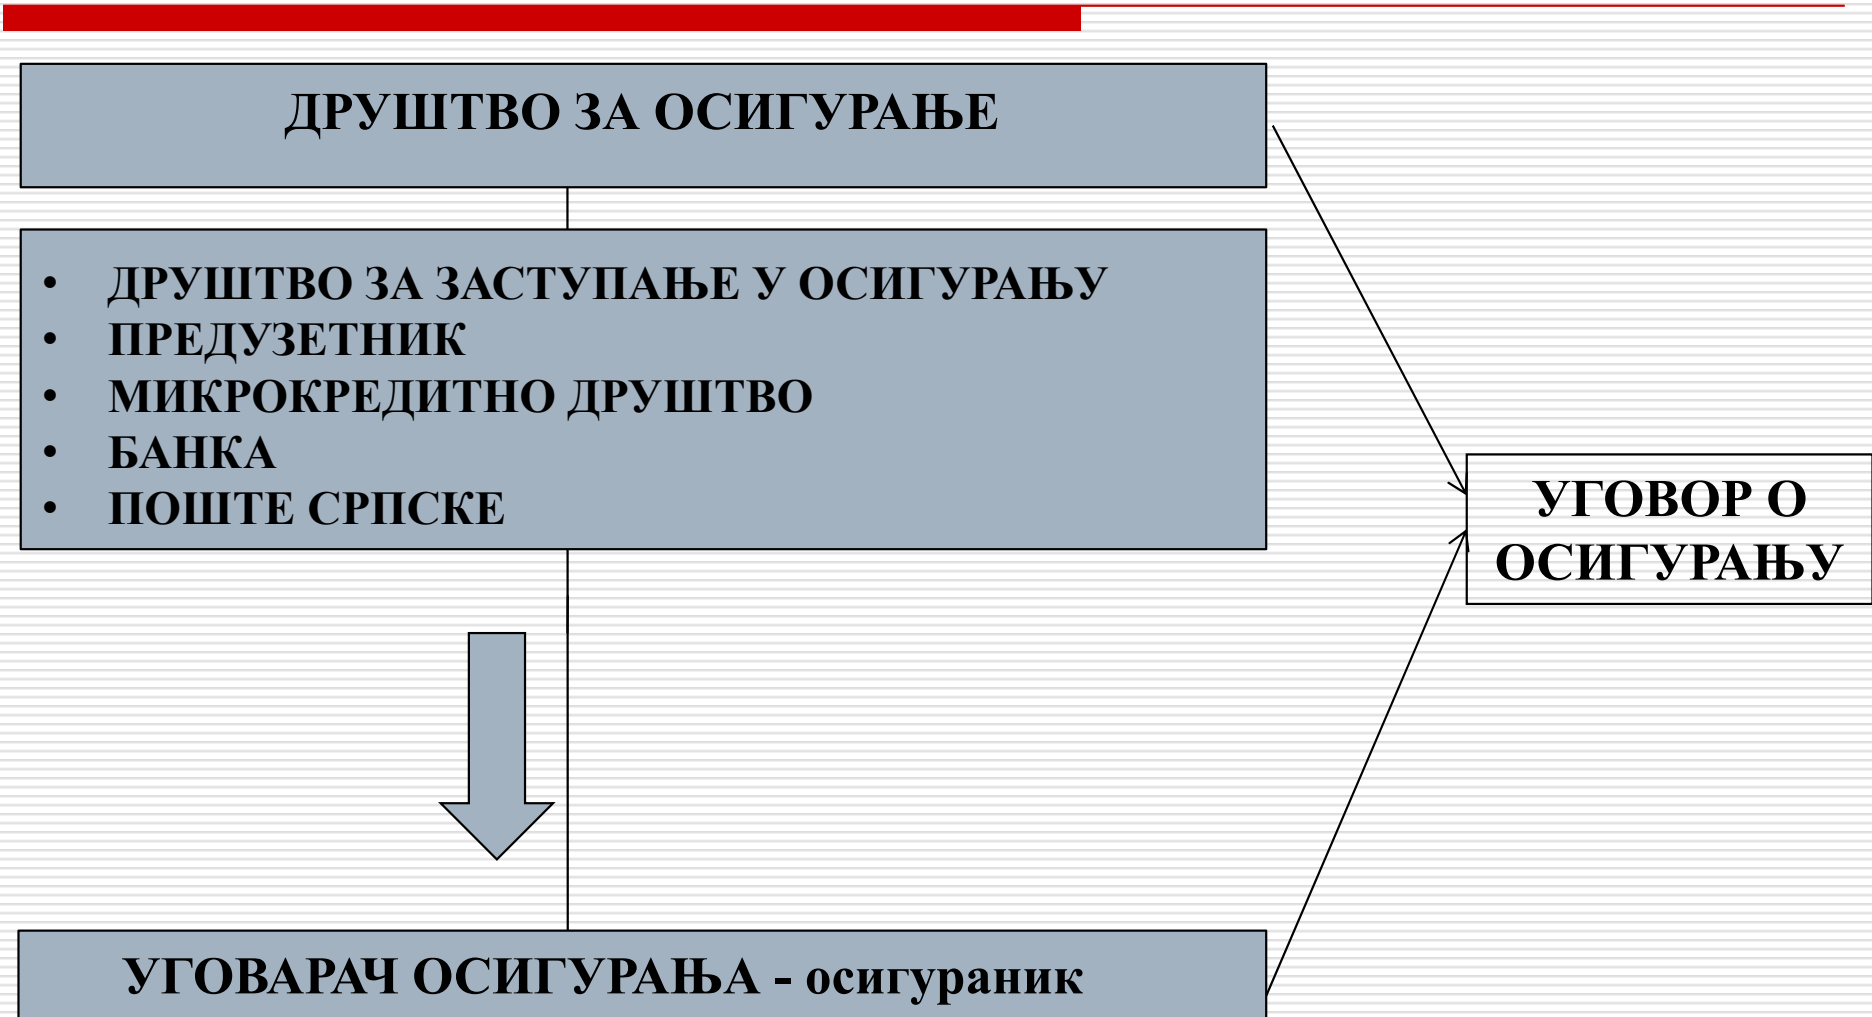 ДРУШТВО ЗА ОСИГУРАЊЕ
• ДРУШТВО ЗА ЗАСТУПАЊЕ У ОСИГУРАЊУ
• ПРЕДУЗЕТНИК
• МИКРОКРЕДИТНО ДРУШТВО
• БАНКА
• ПОШТЕ СРПСКЕ
УГОВОР О
ОСИГУРАЊУ
УГОВАРАЧ ОСИГУРАЊА - осигураник